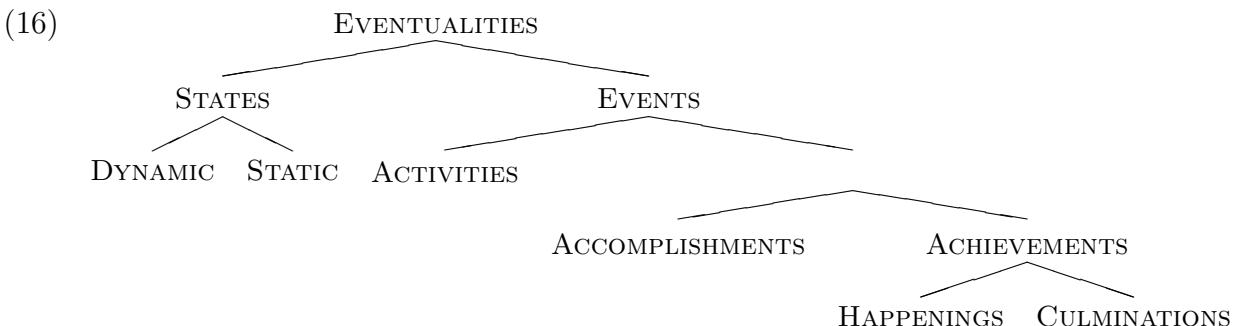 (16) EVENTUALITIES
STATES EVENTS
DYNAMIC STATIC ACTIVITIES
ACCOMPLISHMENTS ACHIEVEMENTS
HAPPENINGS CULMINATIONS